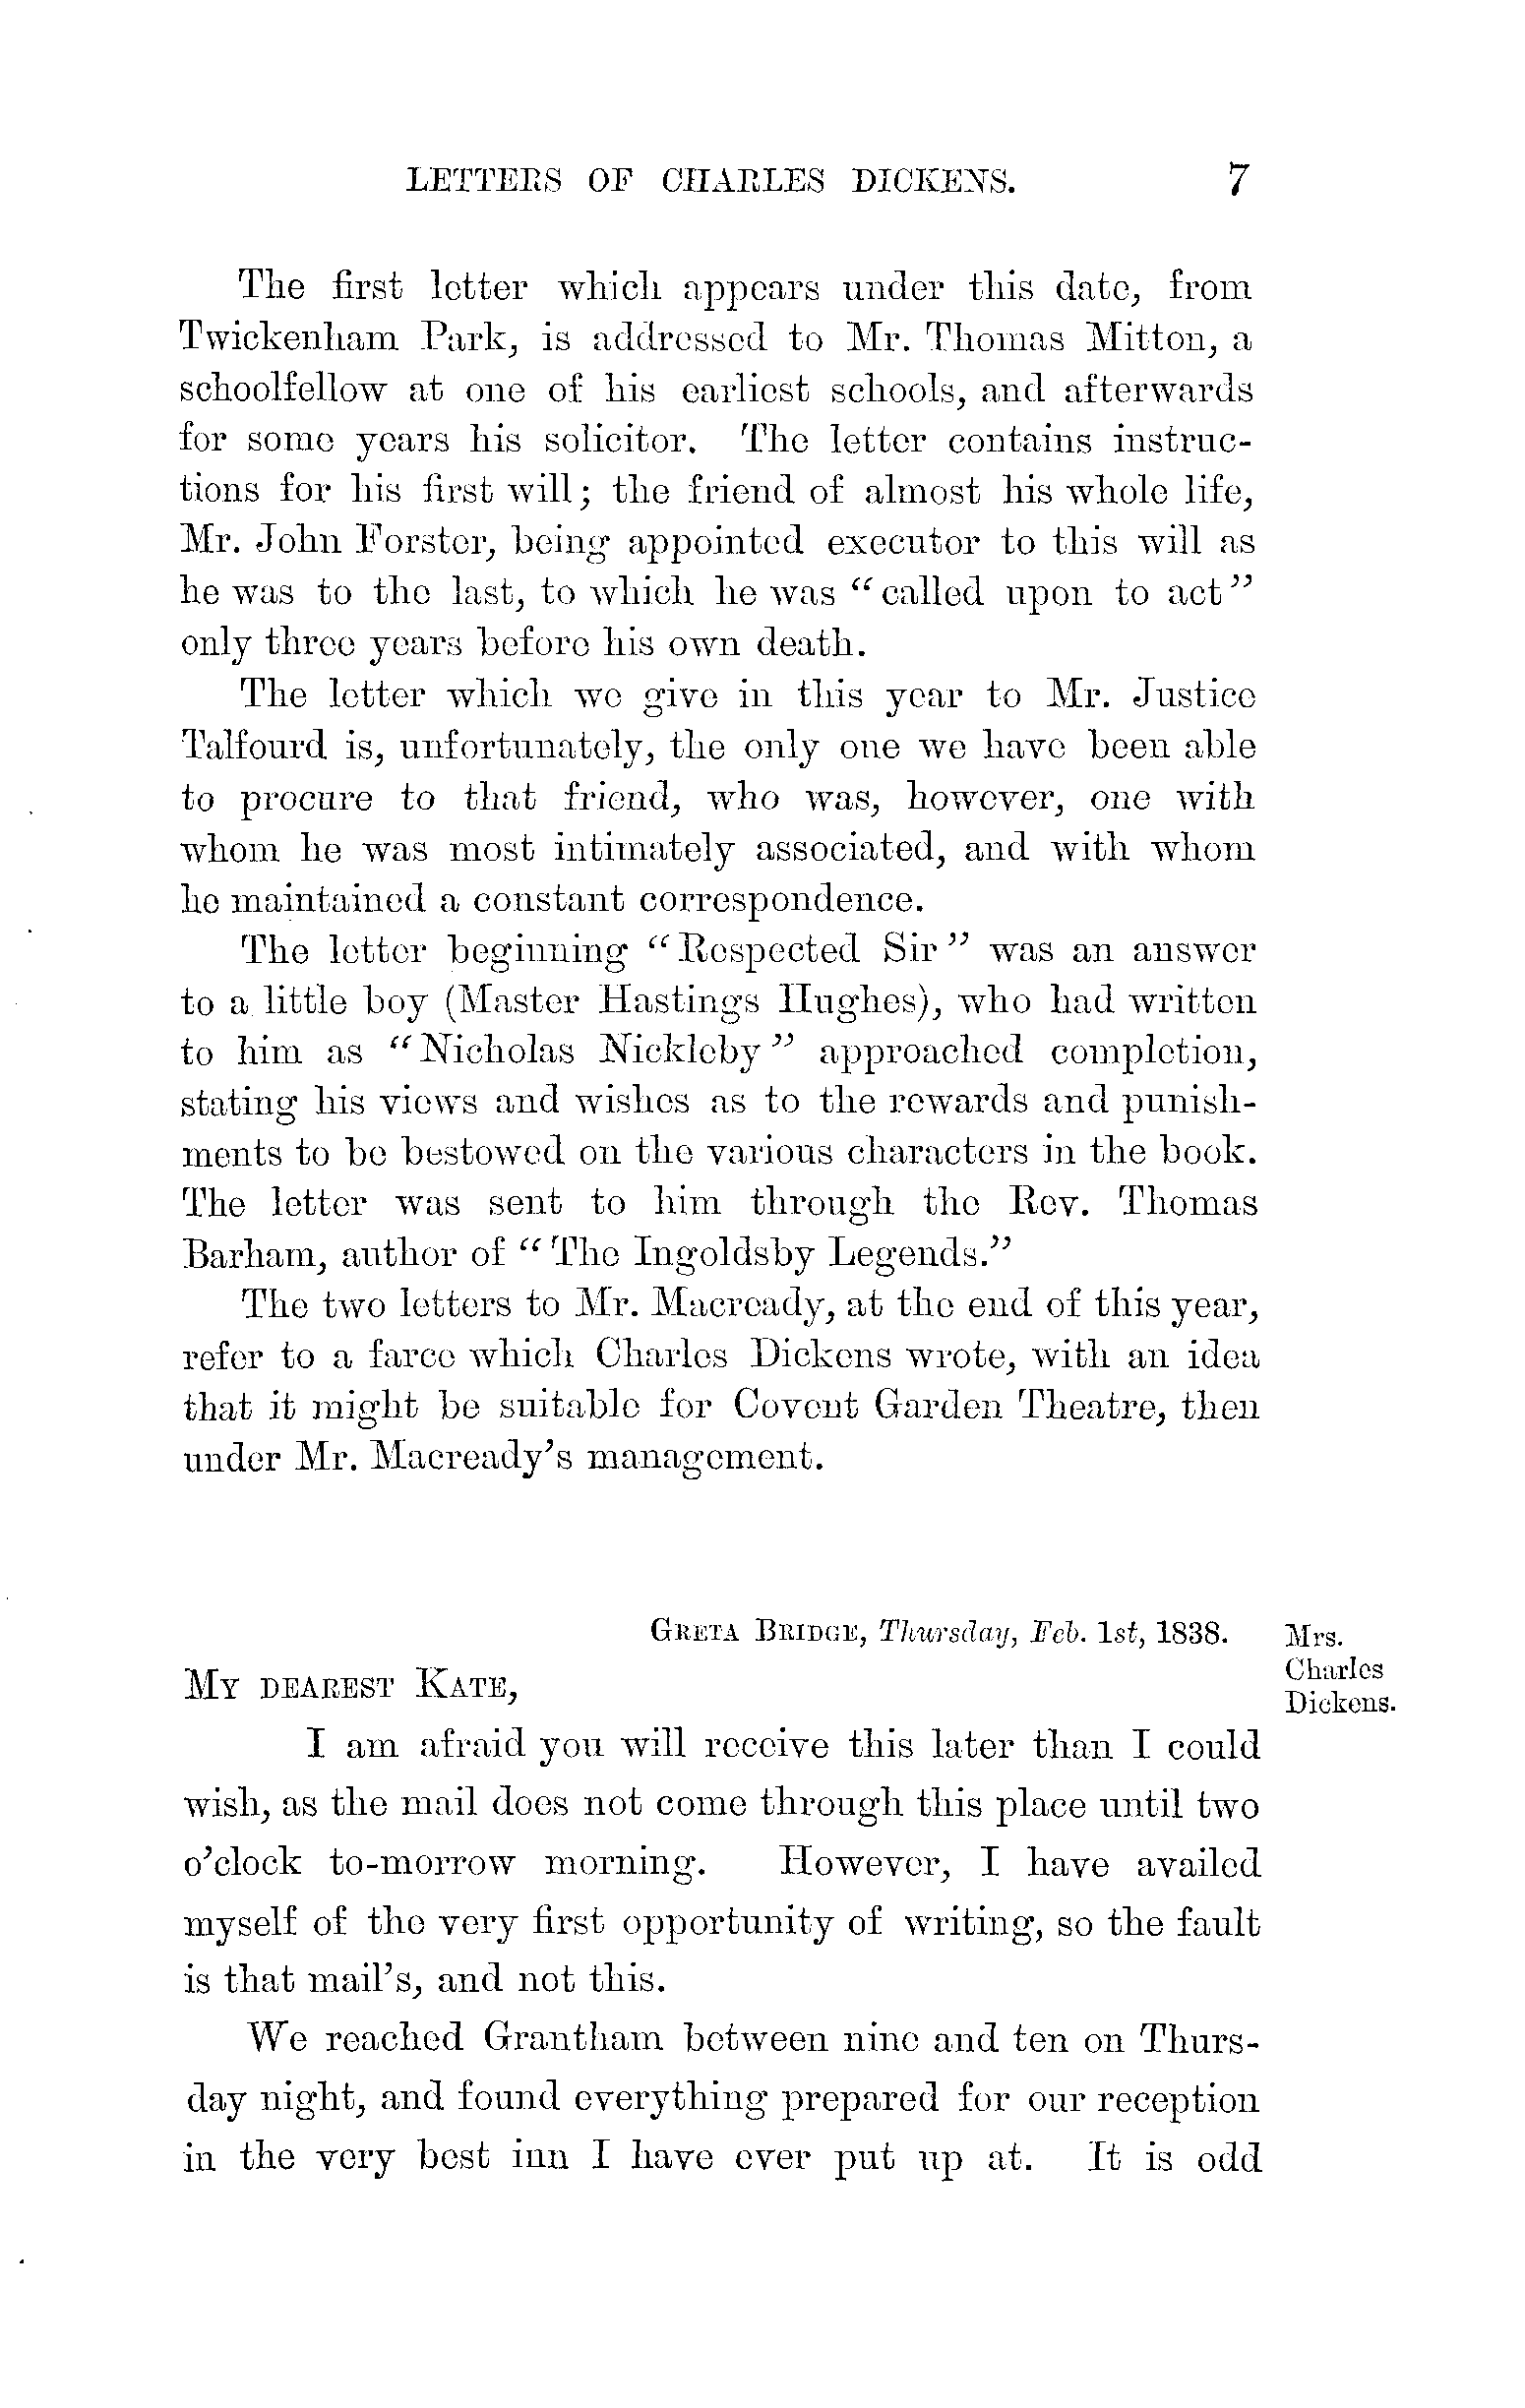 LETTERS OF CHARLES DICKENS. 7
The first letter which appears under this date, from
Twickenham Park, is addressed to Mr. Thomas Mitton, a
schoolfellow at one of his earliest schools, and afterwards
for some years his solicitor. The letter contains instruc-
tions for his first will; the friend of almost his whole life,
Mr. John Forster, being appointed executor to this will as
he was to the last, to which he was "called upon to act"
only three years before his own death.
The letter which we give in this year to Mr. Justice
Talfourd is, unfortunately, the only one we have been able
to procure to that friend, who was, however, one with
whom he was most intimately associated, and with whom
he maintained a constant correspondence.
The letter beginning "Respected Sir" was an answer
to a little boy (Master Hastings Hughes), who had written
to him as "Nicholas Nickleby" approached completion,
stating his views and wishes as to the rewards and punish-
ments to be bestowed on the various characters in the book.
The letter was sent to him through the Rev. Thomas
Barham, author of "The Ingoldsby Legends."
The two letters to Mr. Macready, at the end of this year,
refer to a farce which Charles Dickens wrote, with an idea
that it might be suitable for Covent Garden Theatre, then
under Mr. Macready's management.
GRETA BRIDGE, Thursday, Feb. 1st, 1838.
Mrs.
Charles
Dickens.
MY DEAREST KATE,
I am afraid you will receive this later than I could
wish, as the mail does not come through this place until two
o'clock to-morrow morning. However, I have availed
myself of the very first opportunity of writing, so the fault
is that mail's, and not this.
We reached Grantham between nine and ten on Thurs-
day night, and found everything prepared for our reception
in the very best inn I have ever put up at. It is odd